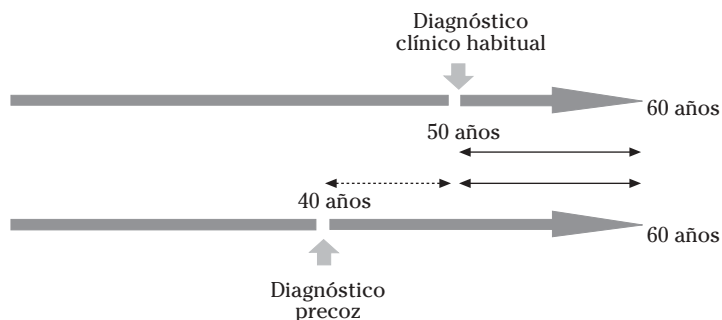 Diagnóstico
clínico habitual
60 años
50 años
40 años
60 años
Diagnóstico
precoz